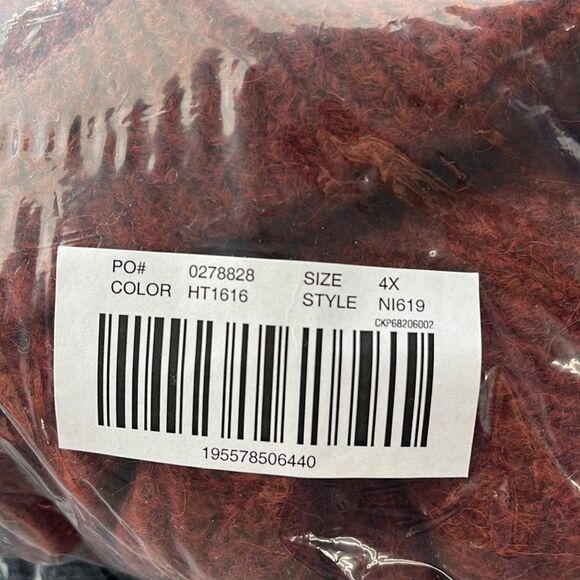 PO# 0278828 SIZE 4X
COLOR HT1616 STYLE NI619
CKP68206002
195578506440